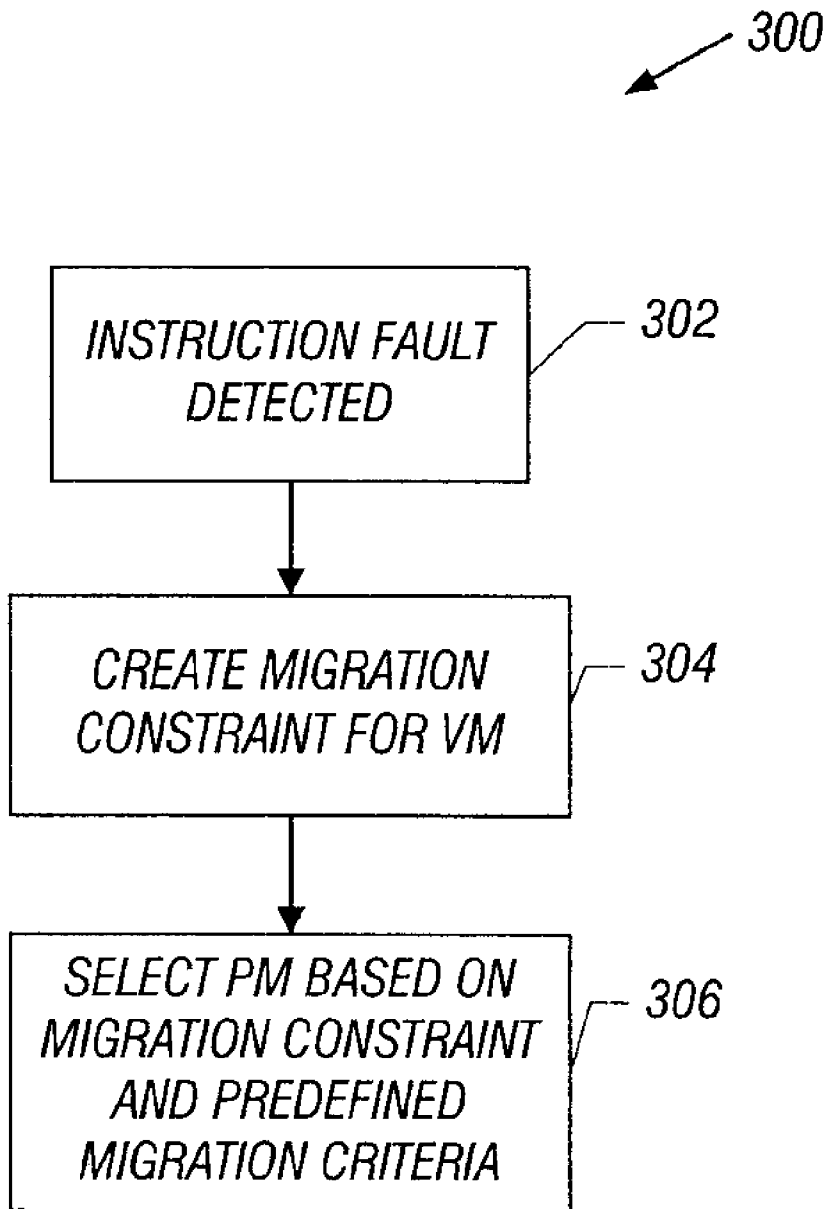 300
INSTRUCTION FAULT
DETECTED
302
CREATE MIGRATION
CONSTRAINT FOR VM
304
SELECT PM BASED ON
MIGRATION CONSTRAINT
AND PREDEFINED
MIGRATION CRITERIA
306